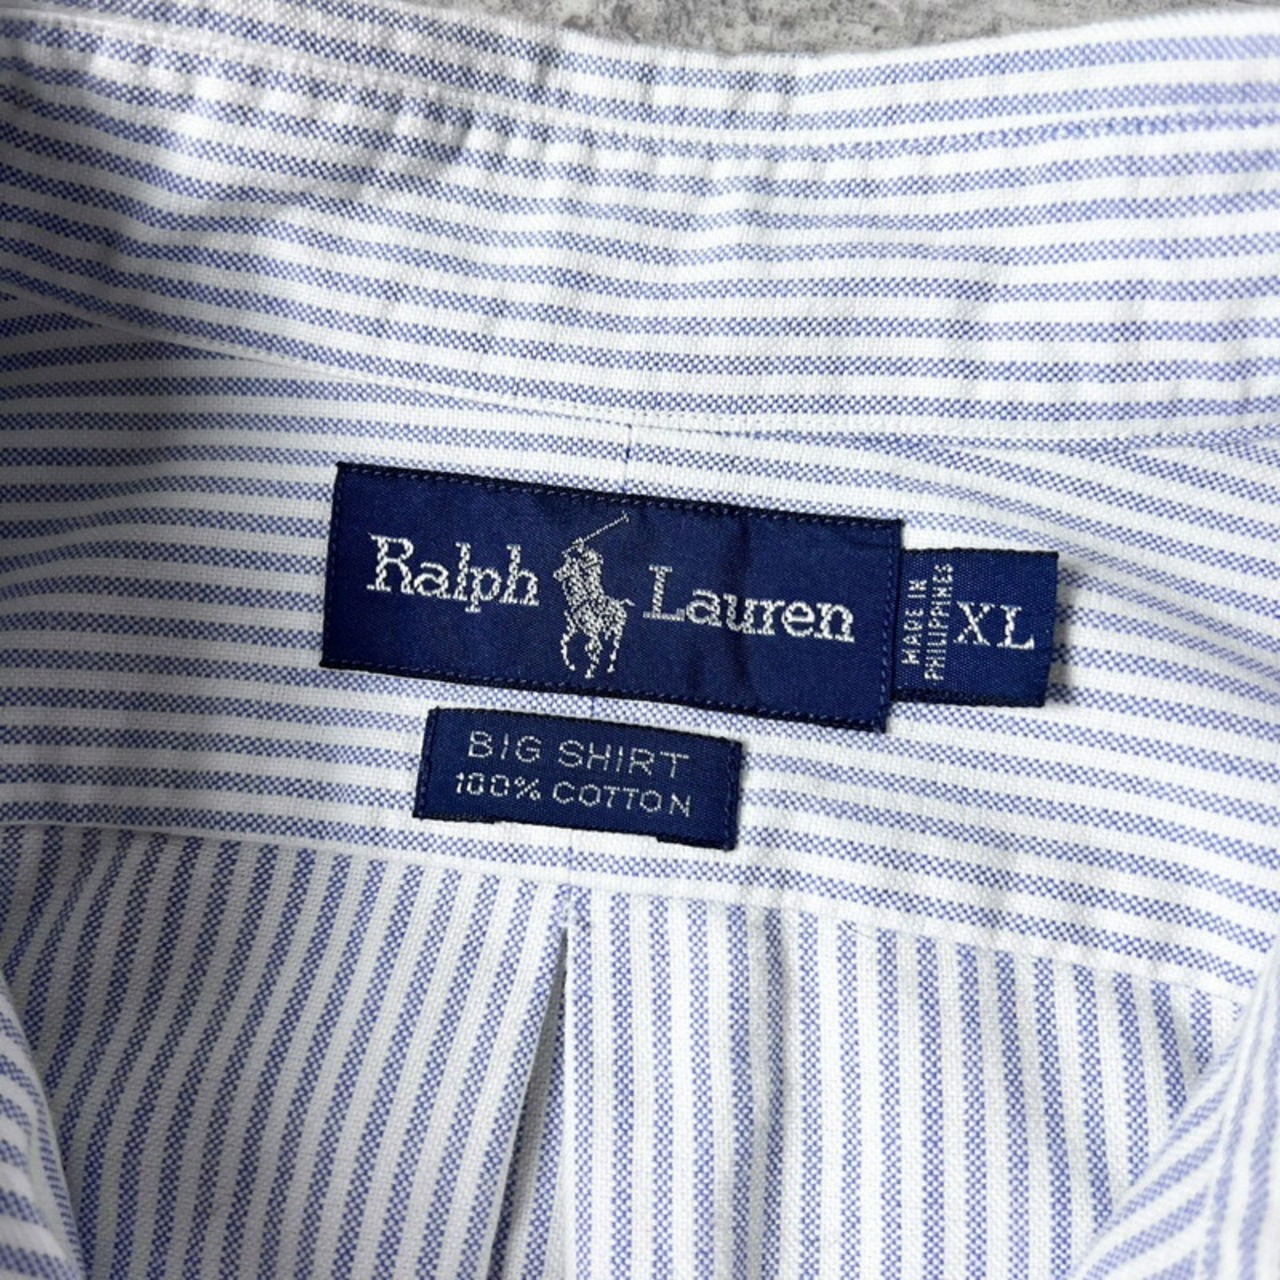 Ralph Lauren
MADE IN
PHILIPPINES
XL
BIG SHIRT
100% COTTON